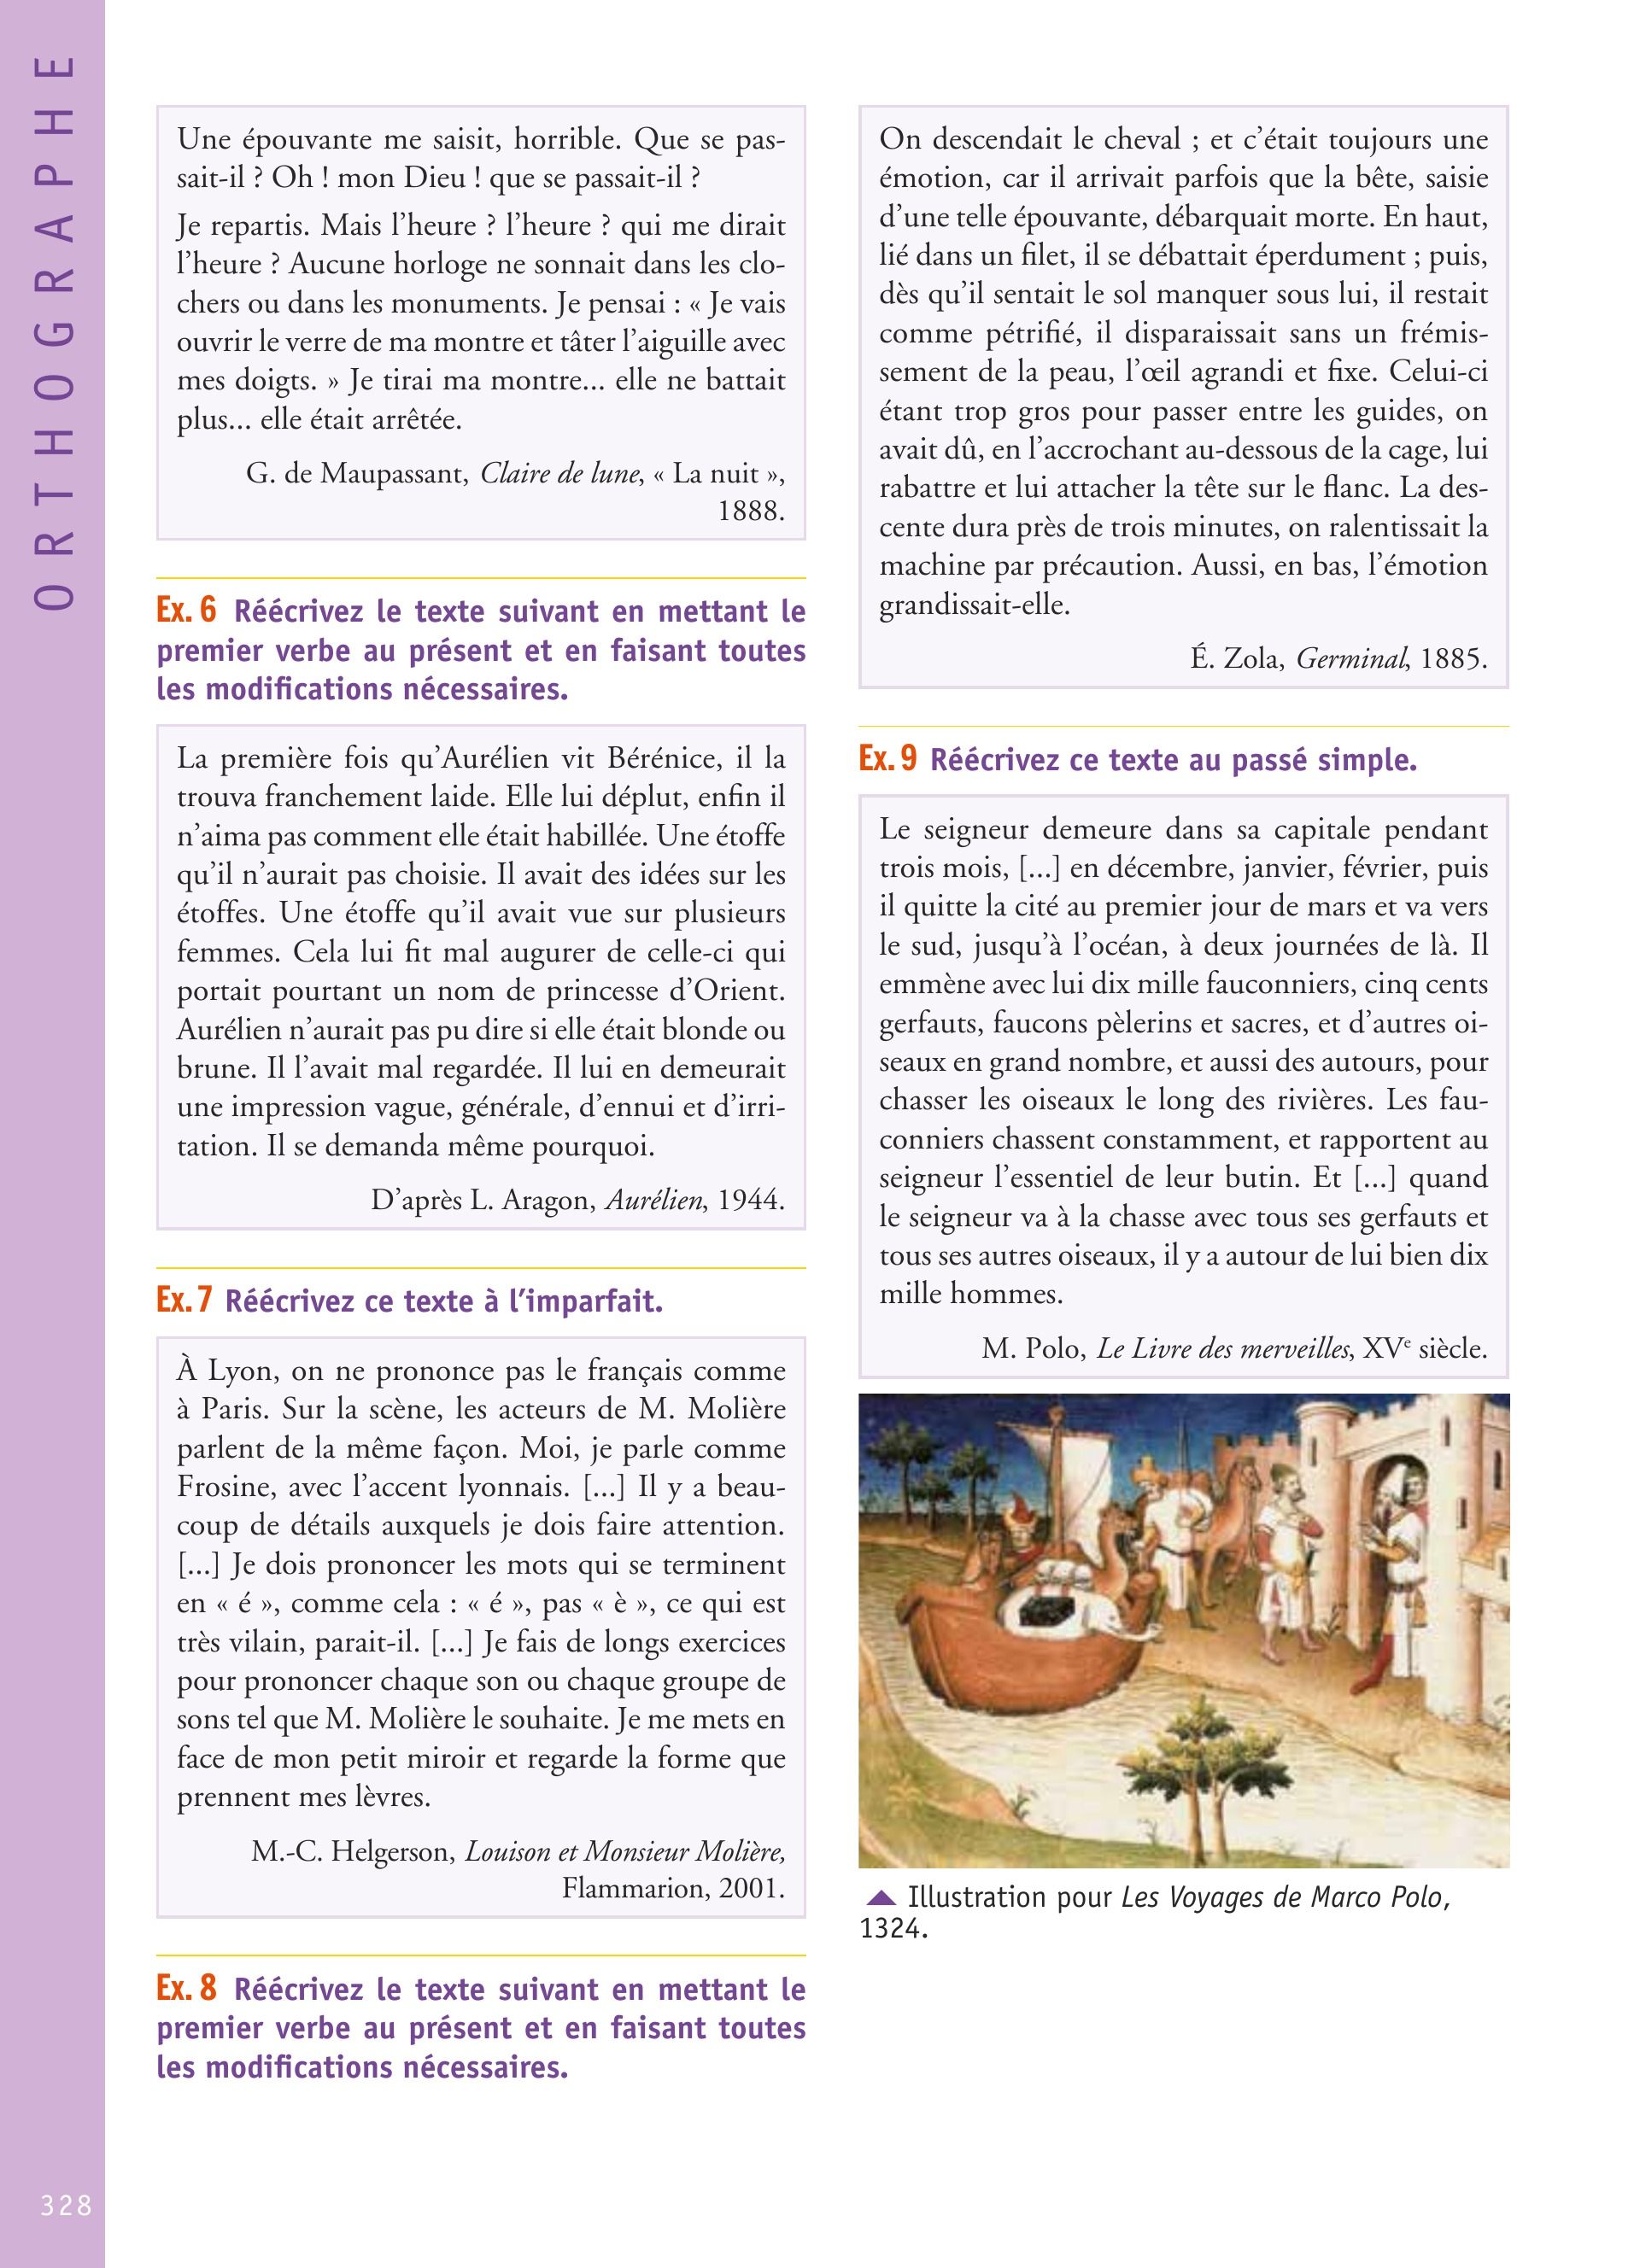 ORTHOGRAPHE
Une épouvante me saisit, horrible. Que se pas-
sait-il ? Oh ! mon Dieu ! que se passait-il ?
Je repartis. Mais l’heure ? l’heure ? qui me dirait
l’heure ? Aucune horloge ne sonnait dans les clo-
chers ou dans les monuments. Je pensai : « Je vais
ouvrir le verre de ma montre et tâter l’aiguille avec
mes doigts. » Je tirai ma montre... elle ne battait
plus... elle était arrêtée.
G. de Maupassant, Claire de lune, « La nuit »,
1888.
Ex. 6 Réécrivez le texte suivant en mettant le
premier verbe au présent et en faisant toutes
les modifications nécessaires.
La première fois qu’Aurélien vit Bérénice, il la
trouva franchement laide. Elle lui déplut, enfin il
n’aima pas comment elle était habillée. Une étoffe
qu’il n’aurait pas choisie. Il avait des idées sur les
étoffes. Une étoffe qu’il avait vue sur plusieurs
femmes. Cela lui fit mal augurer de celle-ci qui
portait pourtant un nom de princesse d’Orient.
Aurélien n’aurait pas pu dire si elle était blonde ou
brune. Il l’avait mal regardée. Il lui en demeurait
une impression vague, générale, d’ennui et d’irri-
tation. Il se demanda même pourquoi.
D’après L. Aragon, Aurélien, 1944.
Ex. 7 Réécrivez ce texte à l’imparfait.
À Lyon, on ne prononce pas le français comme
à Paris. Sur la scène, les acteurs de M. Molière
parlent de la même façon. Moi, je parle comme
Frosine, avec l’accent lyonnais. [...] Il y a beau-
coup de détails auxquels je dois faire attention.
[...] Je dois prononcer les mots qui se terminent
en « é », comme cela : « é », pas « è », ce qui est
très vilain, parait-il. [...] Je fais de longs exercices
pour prononcer chaque son ou chaque groupe de
sons tel que M. Molière le souhaite. Je me mets en
face de mon petit miroir et regarde la forme que
prennent mes lèvres.
M.-C. Helgerson, Louison et Monsieur Molière,
Flammarion, 2001.
Ex. 8 Réécrivez le texte suivant en mettant le
premier verbe au présent et en faisant toutes
les modifications nécessaires.
On descendait le cheval ; et c’était toujours une
émotion, car il arrivait parfois que la bête, saisie
d’une telle épouvante, débarquait morte. En haut,
lié dans un filet, il se débattait éperdument ; puis,
dès qu’il sentait le sol manquer sous lui, il restait
comme pétrifié, il disparaissait sans un frémis-
sement de la peau, l’œil agrandi et fixe. Celui-ci
étant trop gros pour passer entre les guides, on
avait dû, en l’accrochant au-dessous de la cage, lui
rabattre et lui attacher la tête sur le flanc. La des-
cente dura près de trois minutes, on ralentissait la
machine par précaution. Aussi, en bas, l’émotion
grandissait-elle.
É. Zola, Germinal, 1885.
Ex. 9 Réécrivez ce texte au passé simple.
Le seigneur demeure dans sa capitale pendant
trois mois, [...] en décembre, janvier, février, puis
il quitte la cité au premier jour de mars et va vers
le sud, jusqu’à l’océan, à deux journées de là. Il
emmène avec lui dix mille fauconniers, cinq cents
gerfauts, faucons pèlerins et sacres, et d’autres oi-
seaux en grand nombre, et aussi des autours, pour
chasser les oiseaux le long des rivières. Les fau-
conniers chassent constamment, et rapportent au
seigneur l’essentiel de leur butin. Et [...] quand
le seigneur va à la chasse avec tous ses gerfauts et
tous ses autres oiseaux, il y a autour de lui bien dix
mille hommes.
M. Polo, Le Livre des merveilles, XVe siècle.
Illustration pour Les Voyages de Marco Polo,
1324.
328